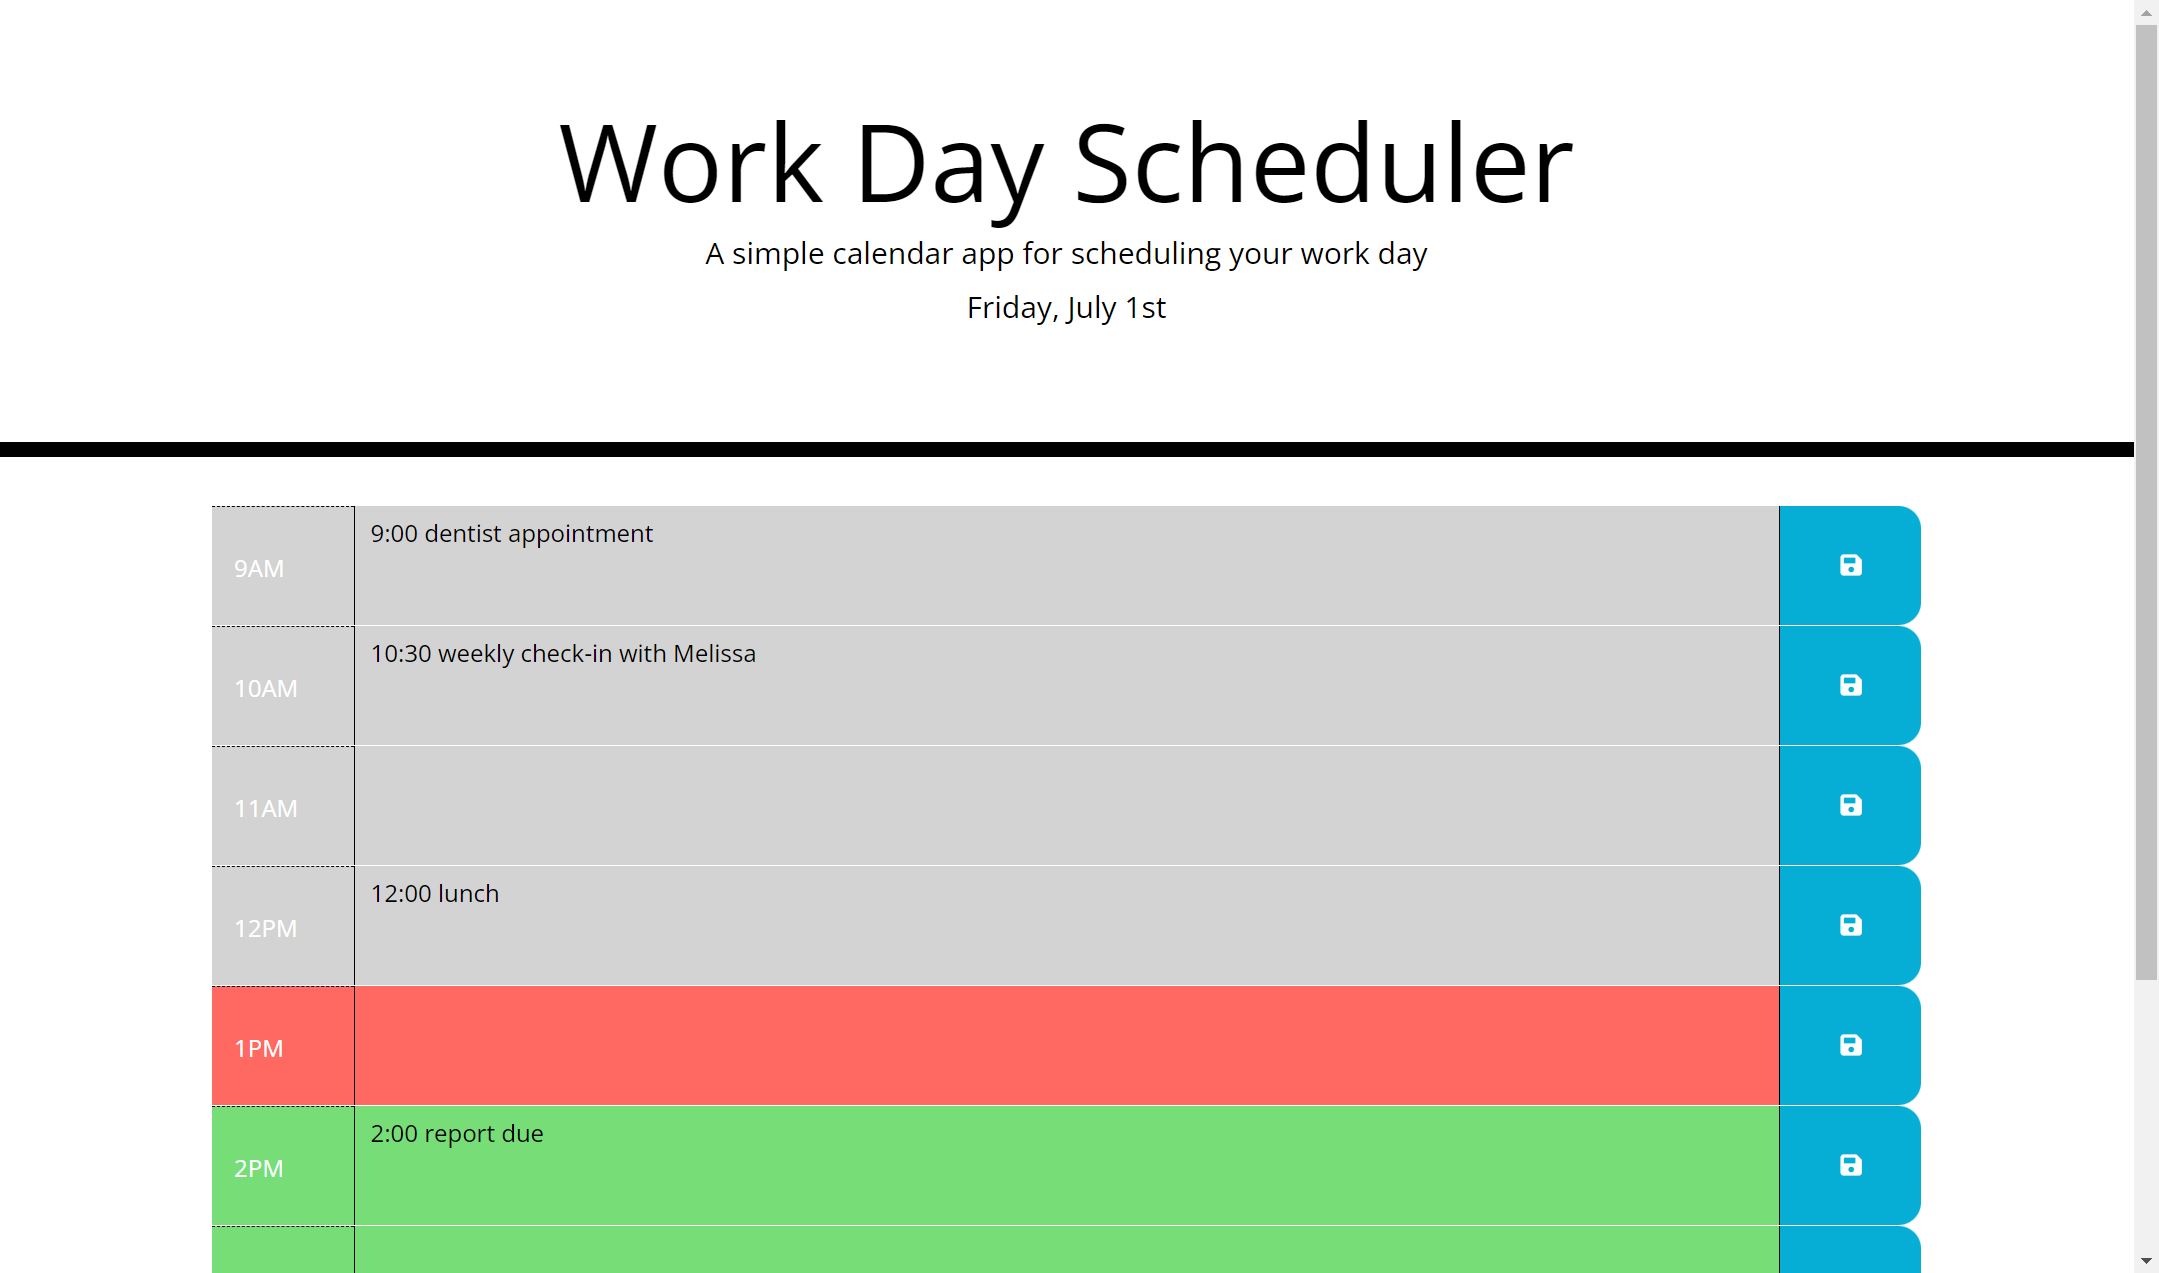 Work Day Scheduler
A simple calendar app for scheduling your work day
Friday, July 1st
9AM
9:00 dentist appointment
10AM
10:30 weekly check-in with Melissa
11AM
12PM
12:00 lunch
1PM
2PM
2:00 report due